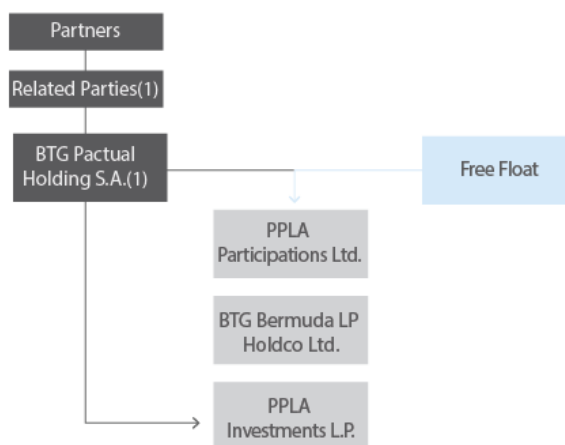 Partners
Related Parties(1)
BTG Pactual
Holding S.A.(1)
Free Float
PPLA
Participations Ltd.
BTG Bermuda LP
Holdco Ltd.
PPLA
Investments L.P.